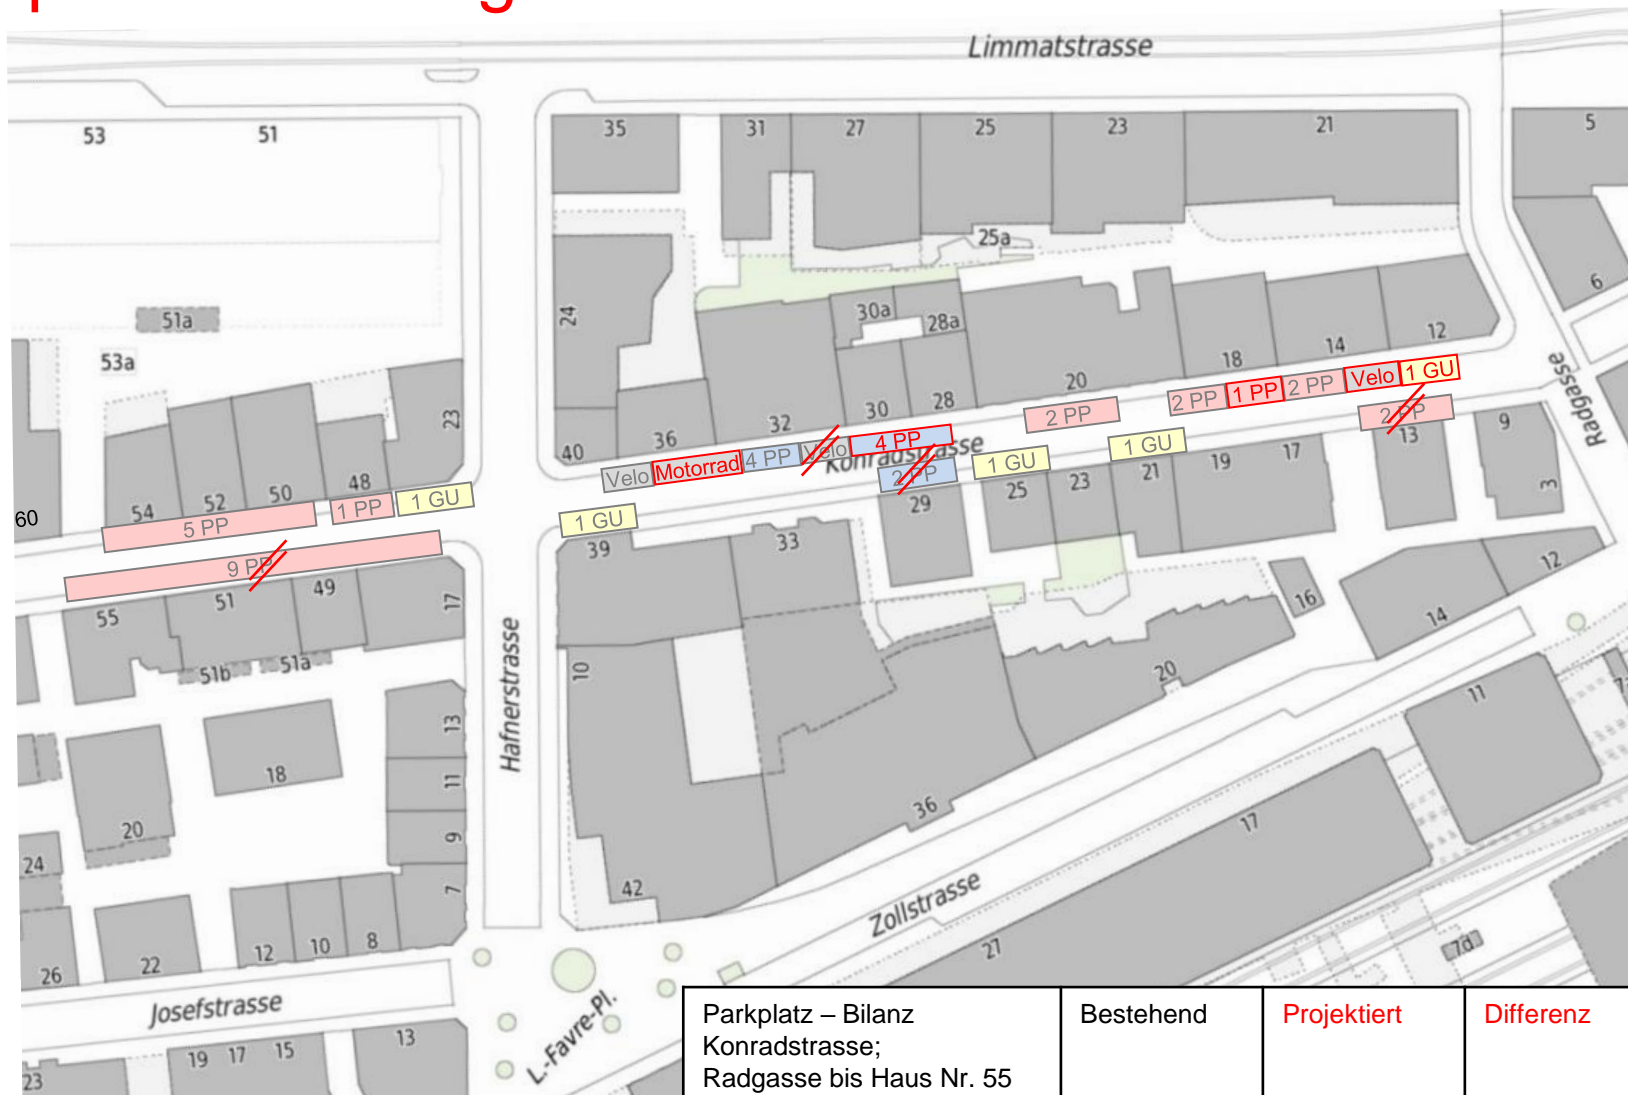 Limmatstrasse
53
51
35
31
27
25
23
21
5
25a
6
24
30a
28a
51a
53a
12
14
18
20
Radgasse
23
32
30
28
40
36
2 PP
1 PP
2 PP
Velo
1 GU
2 PP
2 PP
9
13
17
19
21
23
25
3
Velo
Motorrad
4 PP
Velo
4 PP
Konradstrasse
2 PP
1 GU
1 GU
29
48
50
52
54
60
5 PP
1 PP
1 GU
1 GU
39
33
9 PP
55
51
49
17
51b
51a
Hafnerstrasse
10
16
12
14
20
11
13
18
11
20
9
24
7
36
17
42
Zollstrasse
27
7d
26
22
12
10
8
Josefstrasse
L.-Favre-Pl.
23
19
17
15
13
Parkplatz – Bilanz
Konradstrasse;
Radgasse bis Haus Nr. 55
Bestehend
Projektiert
Differenz